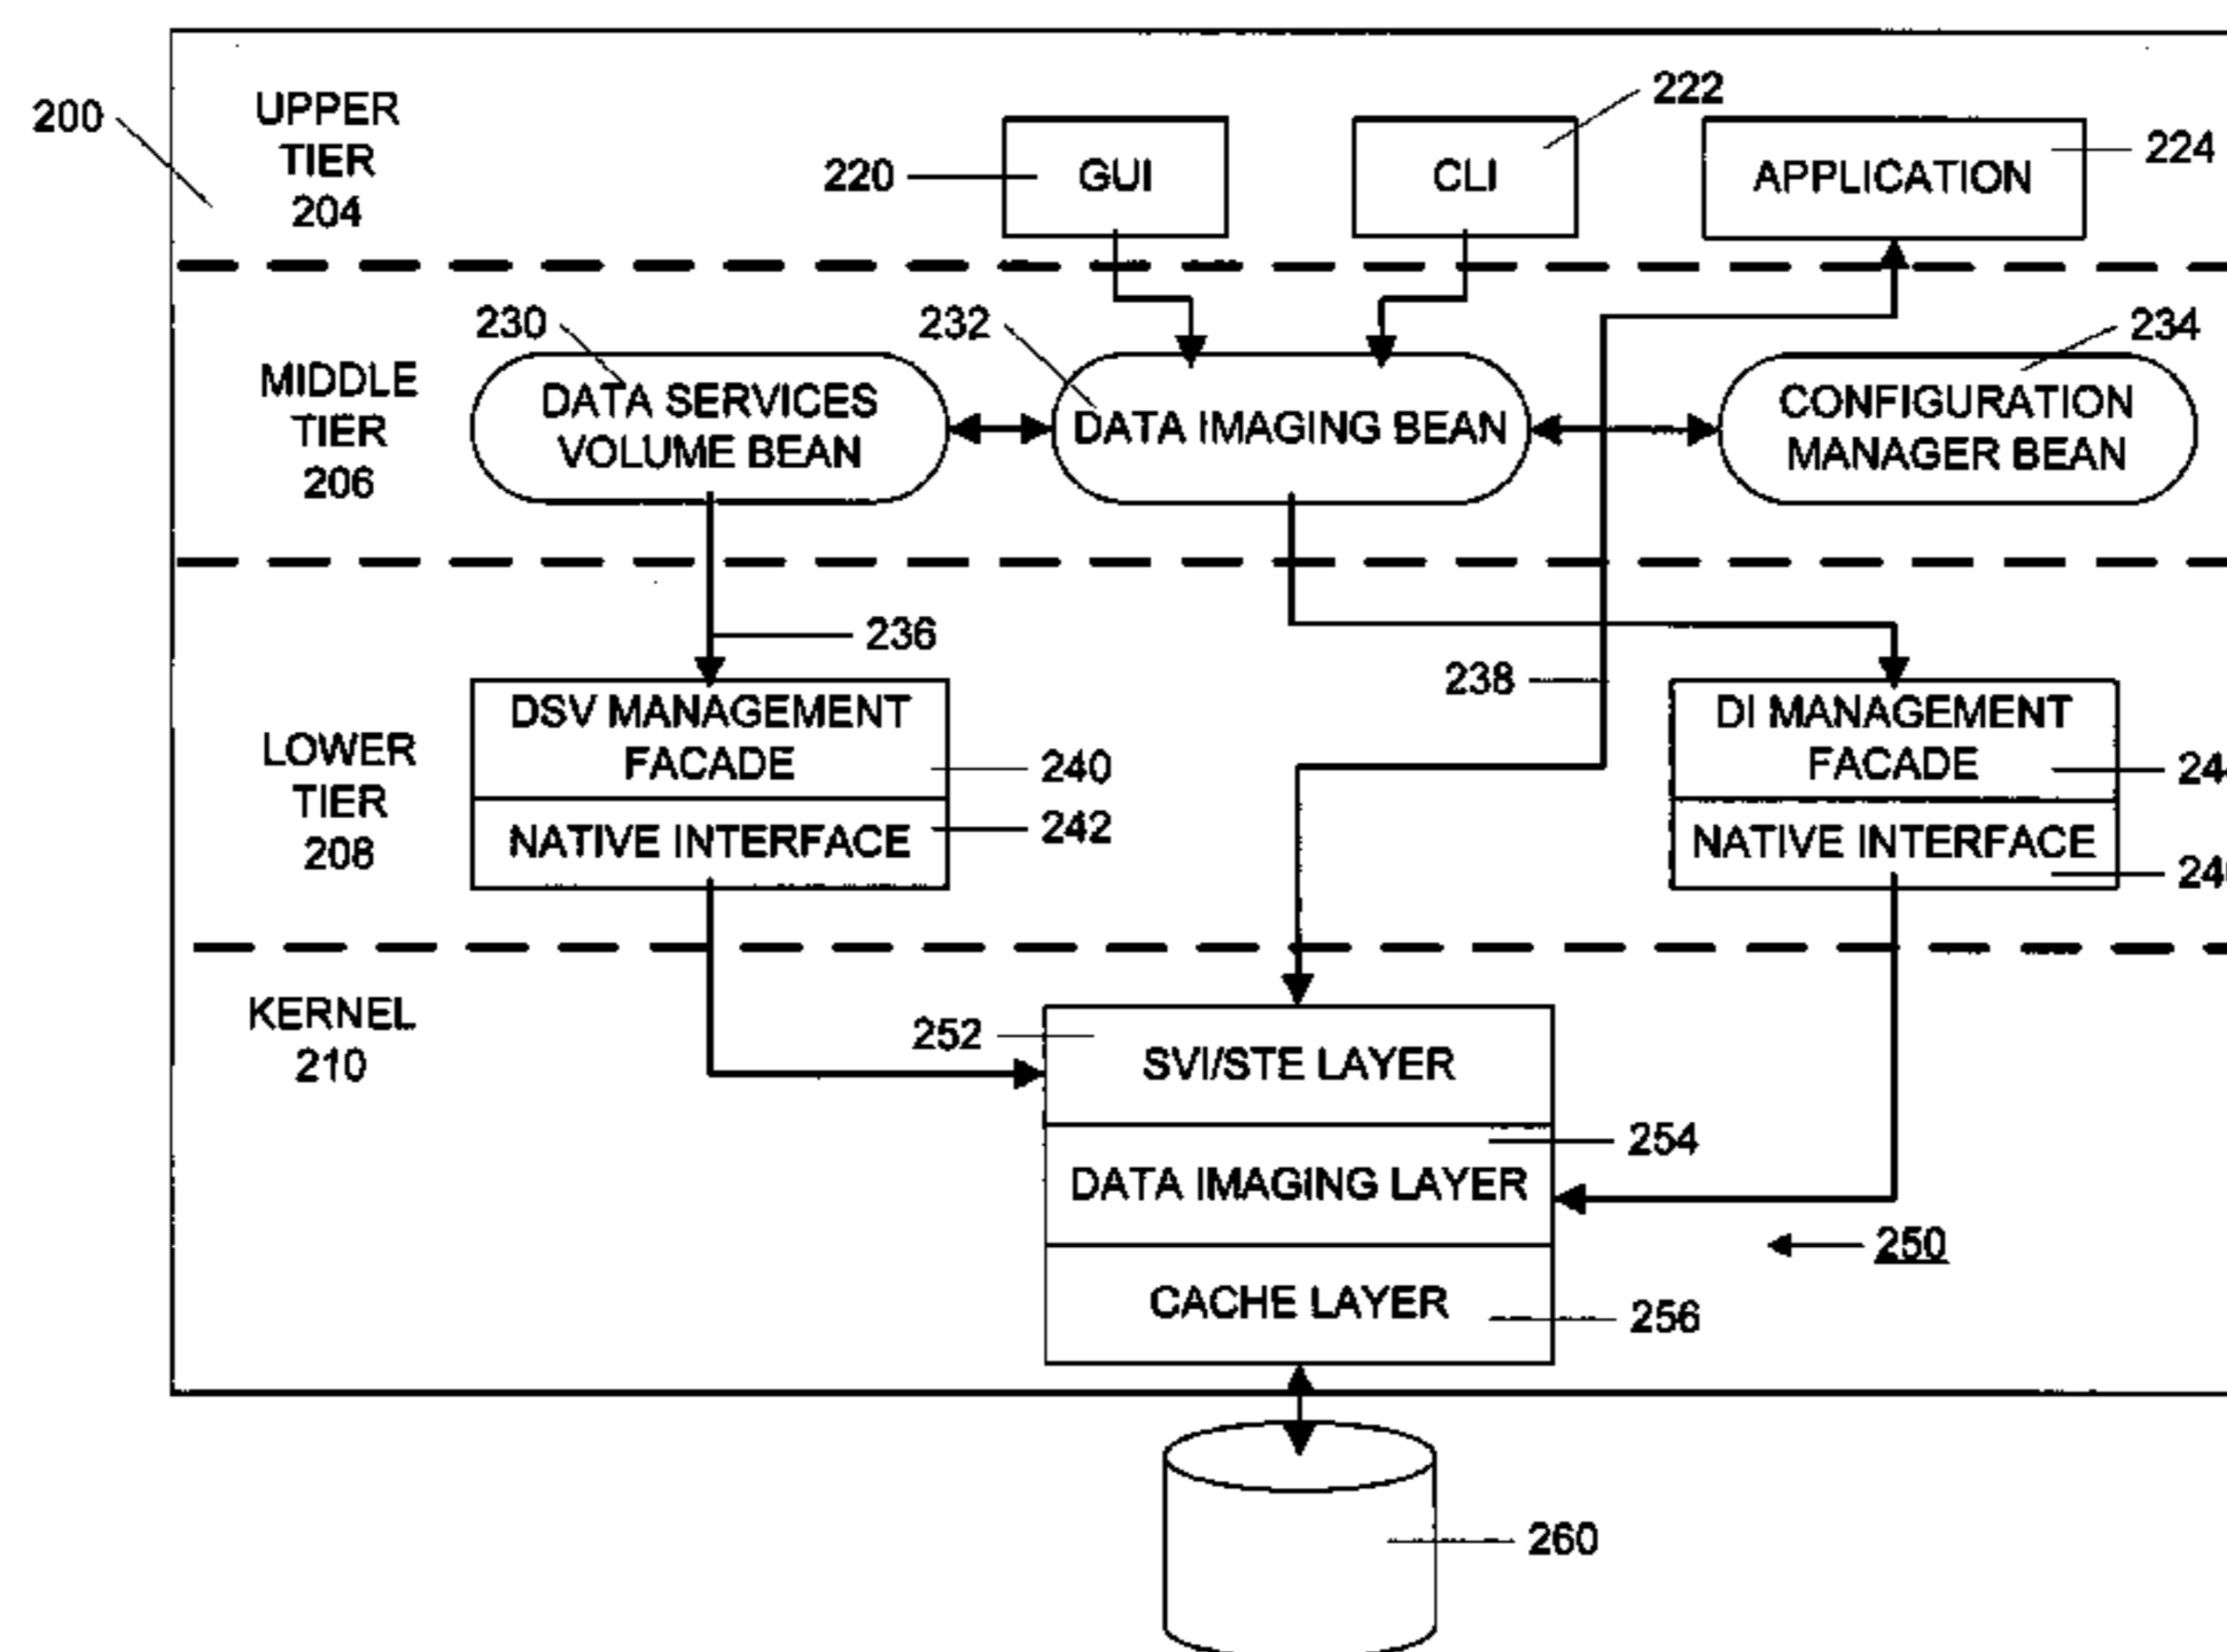 200
UPPER
TIER
204
220
GUI
222
CLI
APPLICATION
224
MIDDLE
TIER
206
230
DATA SERVICES
VOLUME BEAN
232
DATA IMAGING BEAN
234
CONFIGURATION
MANAGER BEAN
236
238
LOWER
TIER
208
DSV MANAGEMENT
FACADE
240
NATIVE INTERFACE
242
DI MANAGEMENT
FACADE
NATIVE INTERFACE
KERNEL
210
252
SVI/STE LAYER
254
DATA IMAGING LAYER
250
CACHE LAYER
256
260